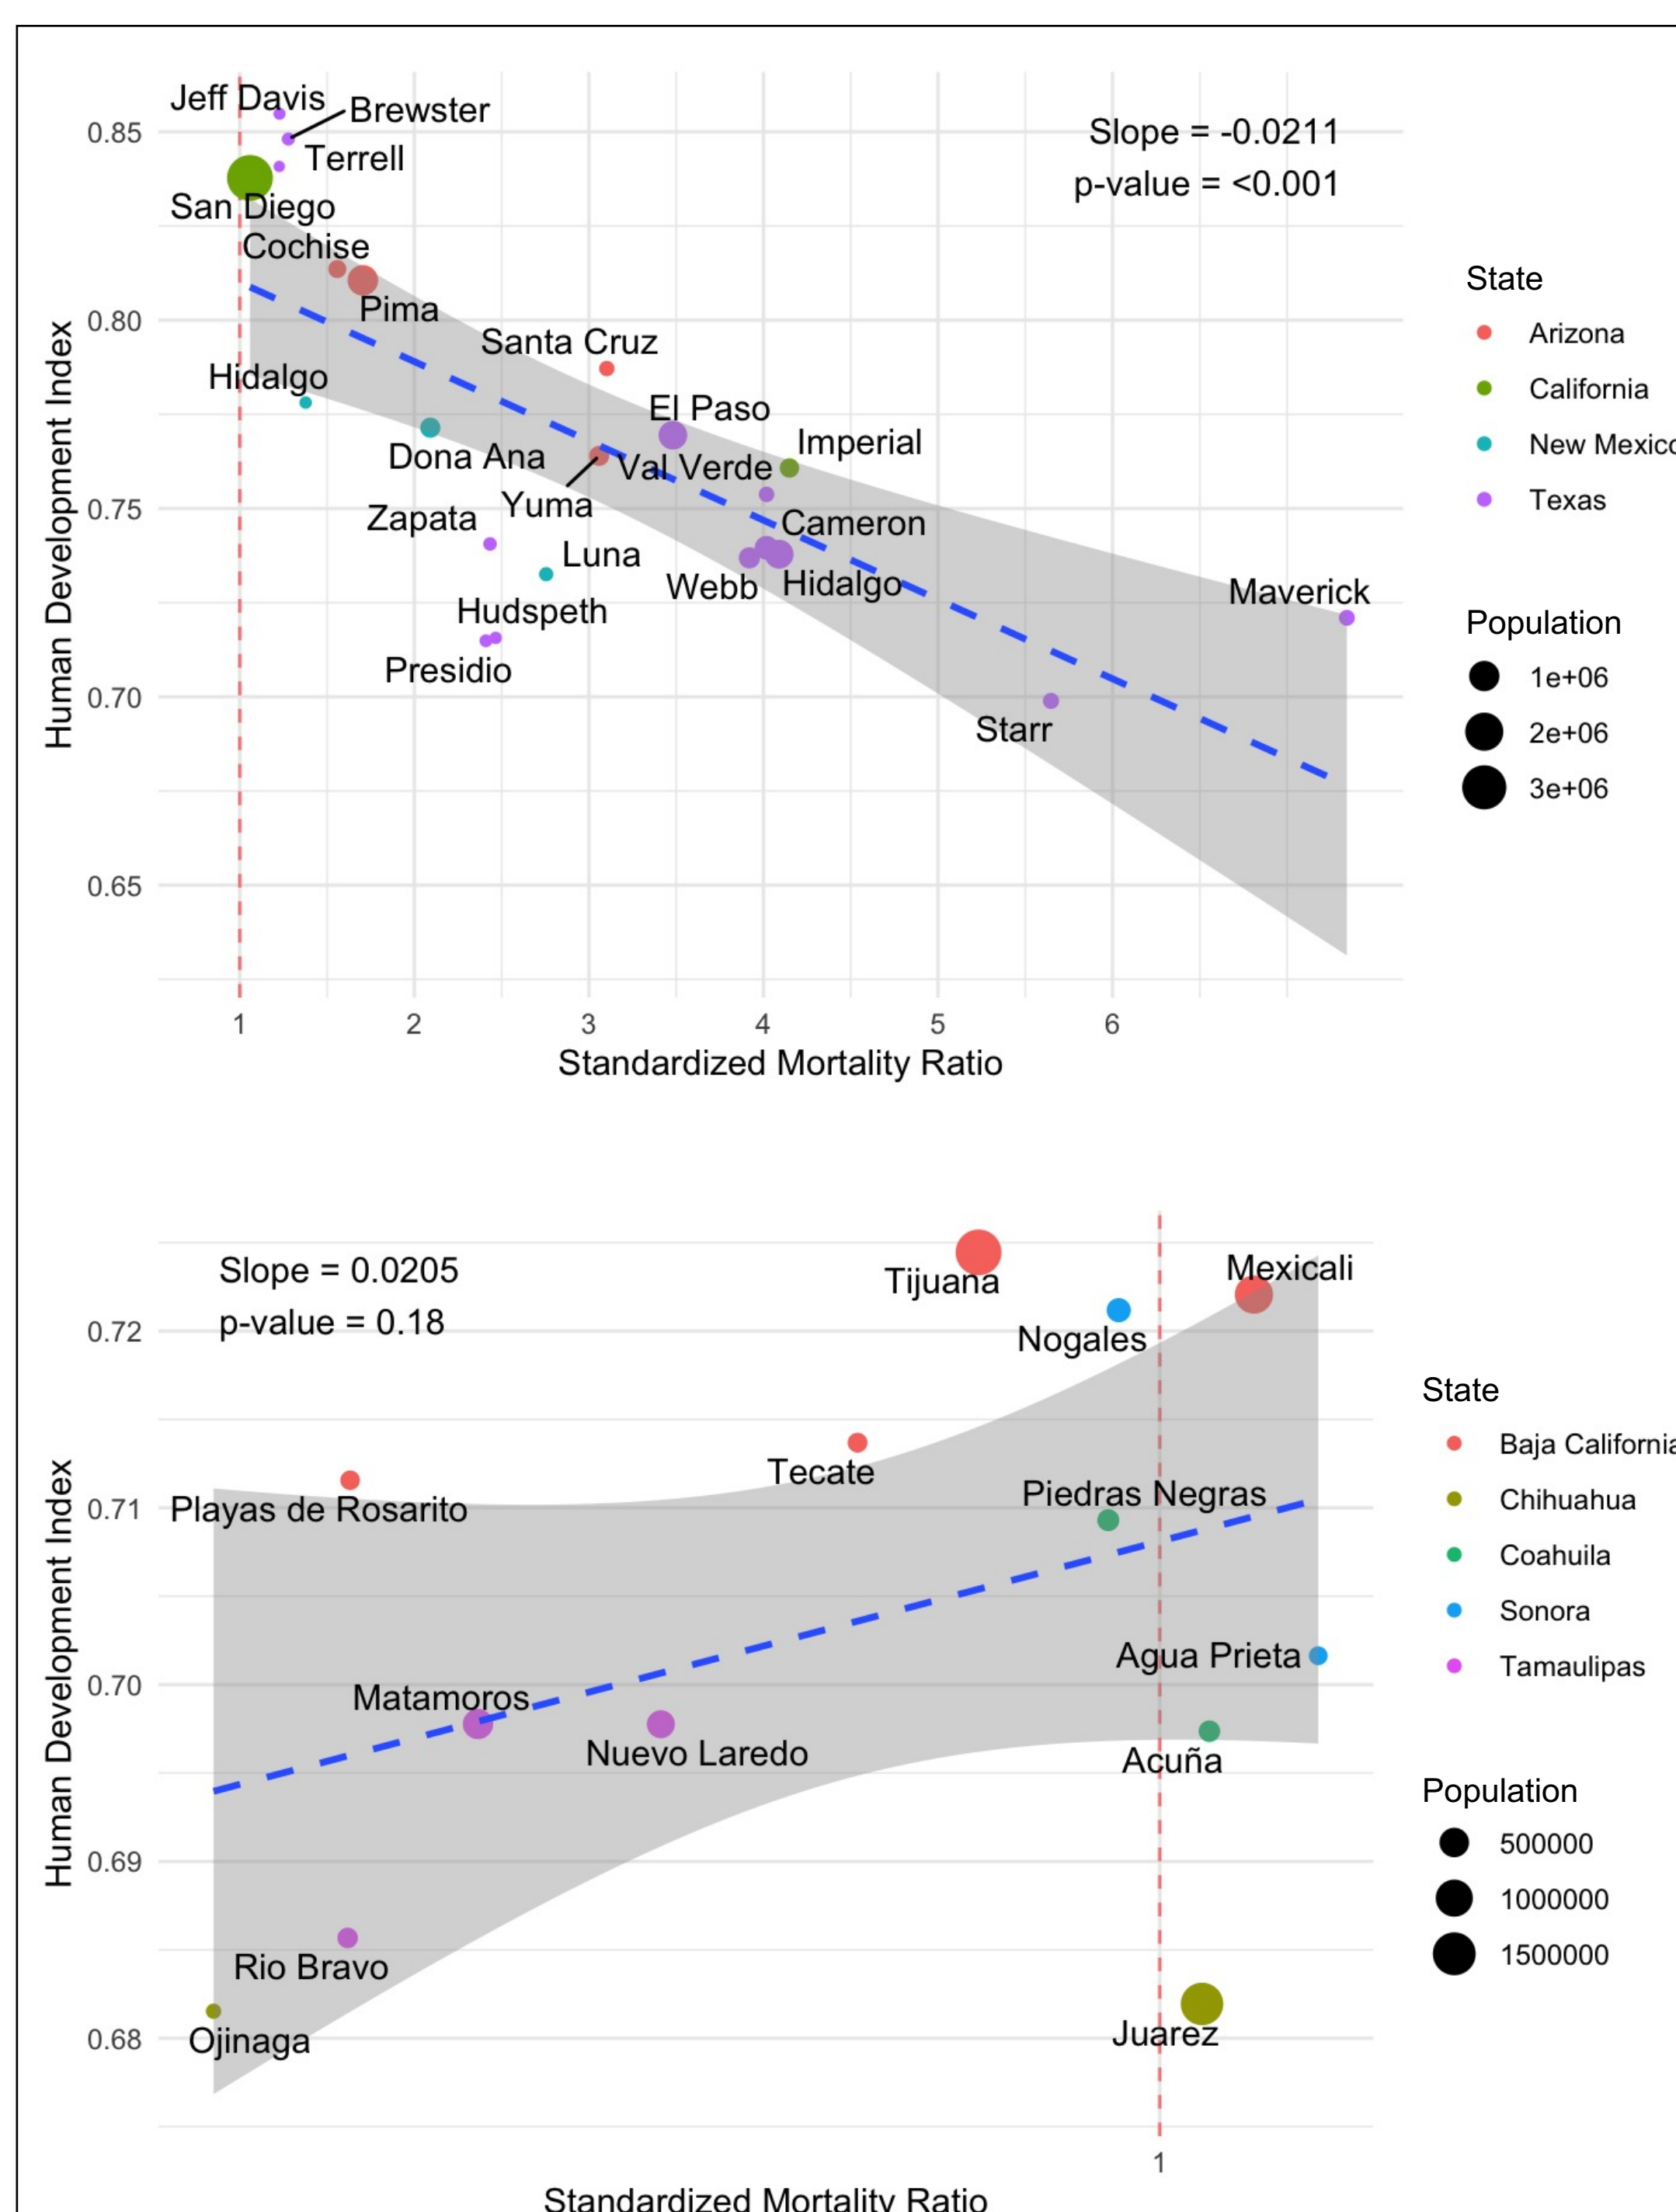 Jeff Davis
Brewster
Terrell
San Diego
Cochise
Pima
Santa Cruz
Hidalgo
El Paso
Imperial
Dona Ana
Val Verde
Yuma
Zapata
Cameron
Luna
Webb
Hidalgo
Hudspeth
Presidio
Maverick
Starr
Slope = -0.0211
p-value = <0.001
0.85
0.80
0.75
0.70
0.65
Human Development Index
1 2 3 4 5 6
Standardized Mortality Ratio
State
Arizona
California
New Mexico
Texas
Population
1e+06
2e+06
3e+06
Slope = 0.0205
p-value = 0.18
Tijuana
Mexicali
Nogales
Tecate
Playas de Rosarito
Piedras Negras
Agua Prieta
Matamoros
Nuevo Laredo
Acuña
Rio Bravo
Ojinaga
Juarez
0.72
0.71
0.70
0.69
0.68
Human Development Index
1
Standardized Mortality Ratio
State
Baja California
Chihuahua
Coahuila
Sonora
Tamaulipas
Population
500000
1000000
1500000